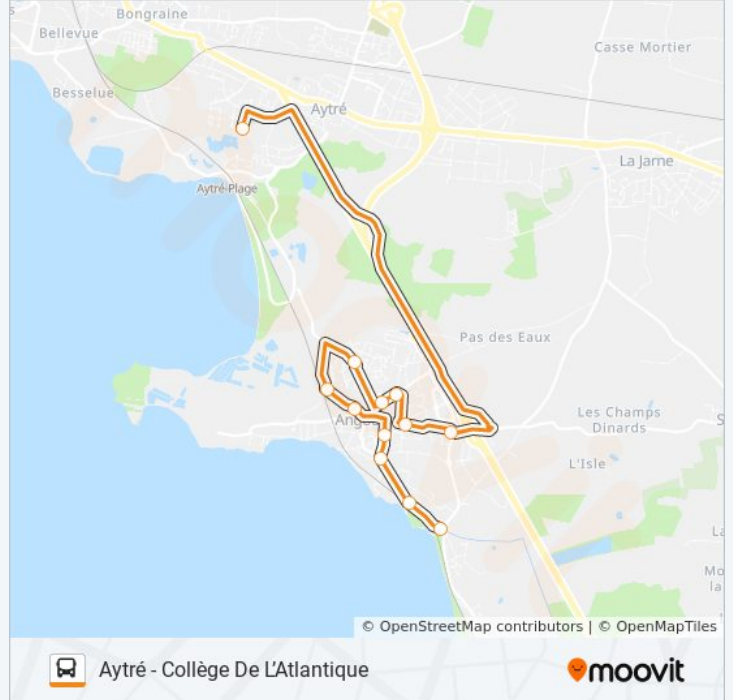 Bongraine
Bellevue
Casse Mortier
Besselue
Aytré
La Jarne
Aytré-Plage
Pas des Eaux
Les Champs
Dinards
L'Isle
© OpenStreetMap contributors | © OpenMapTiles
Aytré - Collège De L'Atlantique
moovit